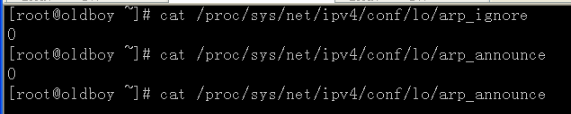 [root@oldboy ~]# cat /proc/sys/net/ipv4/conf/lo/arp_ignore
0
[root@oldboy ~]# cat /proc/sys/net/ipv4/conf/lo/arp_announce
0
[root@oldboy ~]# cat /proc/sys/net/ipv4/conf/lo/arp_announce